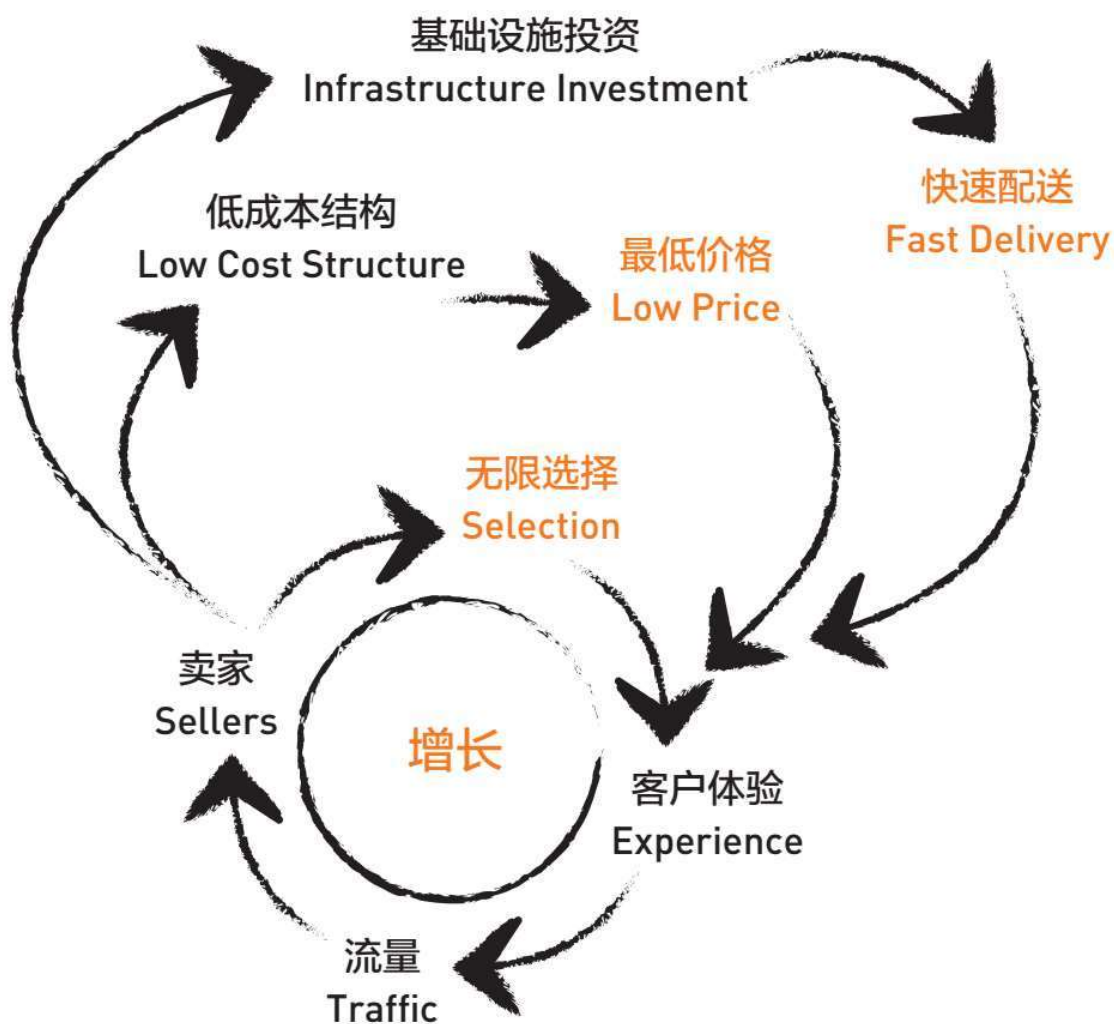 基础设施投资
Infrastructure Investment
快速配送
Fast Delivery
低成本结构
Low Cost Structure
最低价格
Low Price
无限选择
Selection
卖家
Sellers
增长
客户体验
Experience
流量
Traffic